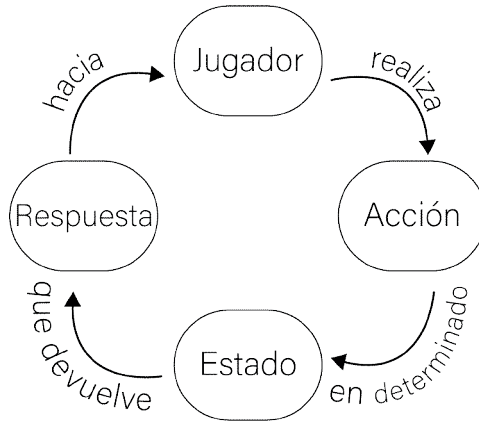 Jugador
realiza
Acción
en determinado
Estado
que devuelve
Respuesta
hacia